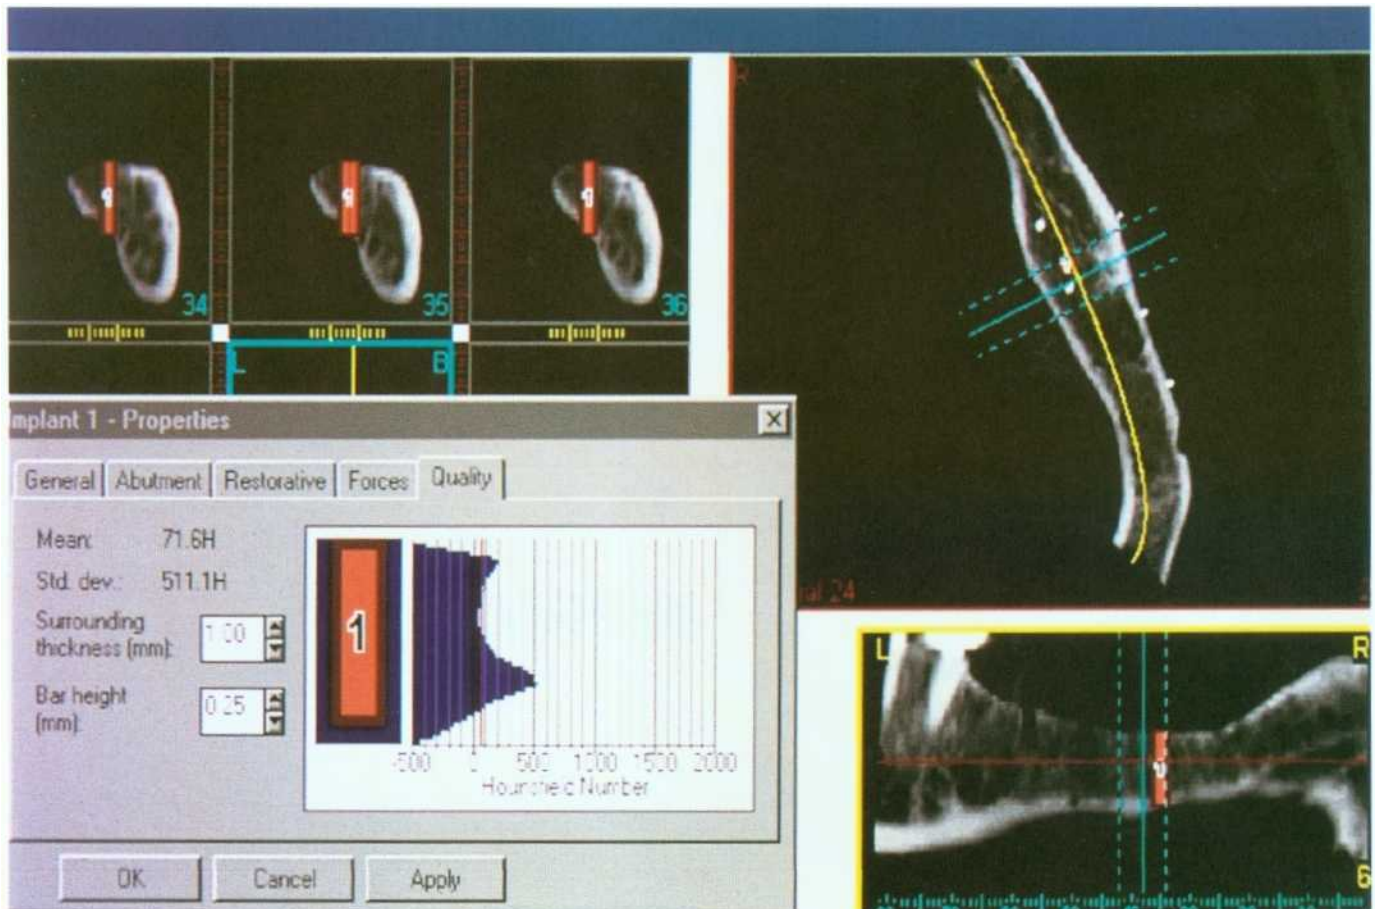 R
34
35
36
L
B
mplant 1 - Properties
General
Abutment
Restorative
Forces
Quality
Mean:
71.6H
Std. dev.:
511.1H
Surrounding
thickness (mm):
1.00
Bar height
(mm):
0.25
1
-500 0 500 1000 1500 2000
Hounsfield Number
OK
Cancel
Apply
ral 24
L
R
6